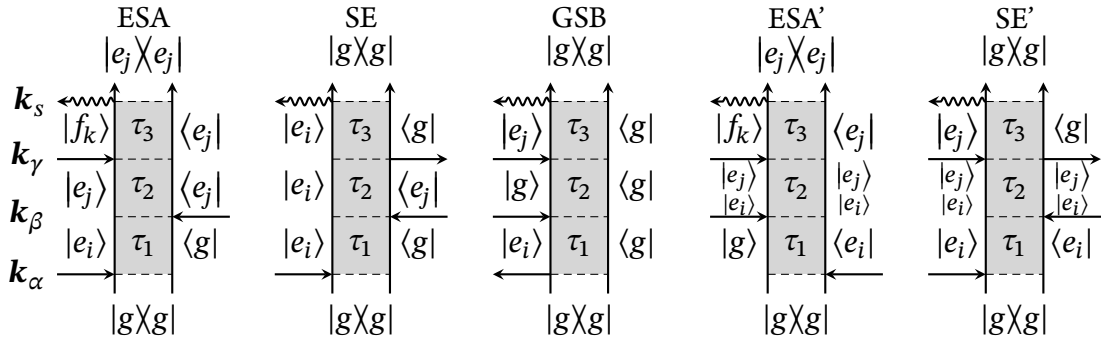 ESA SE GSB ESA' SE'
|e_j⟩⟨e_j| |g⟩⟨g| |g⟩⟨g| |e_j⟩⟨e_j| |g⟩⟨g|
k_s
|f_k⟩ τ_3 ⟨e_j| |e_i⟩ τ_3 ⟨g| |e_j⟩ τ_3 ⟨g| |f_k⟩ τ_3 ⟨e_j| |e_j⟩ τ_3 ⟨g|
k_γ
|e_j⟩ |e_j⟩ |e_j⟩ |e_j⟩
|e_j⟩ τ_2 ⟨e_j| |e_i⟩ τ_2 ⟨e_j| |g⟩ τ_2 ⟨g| τ_2 τ_2
|e_i⟩ |e_i⟩ |e_i⟩ |e_i⟩
k_β
|e_i⟩ τ_1 ⟨g| |e_i⟩ τ_1 ⟨g| |e_i⟩ τ_1 ⟨g| |g⟩ τ_1 ⟨e_i| |e_i⟩ τ_1 ⟨e_i|
k_α
|g⟩⟨g| |g⟩⟨g| |g⟩⟨g| |g⟩⟨g| |g⟩⟨g|